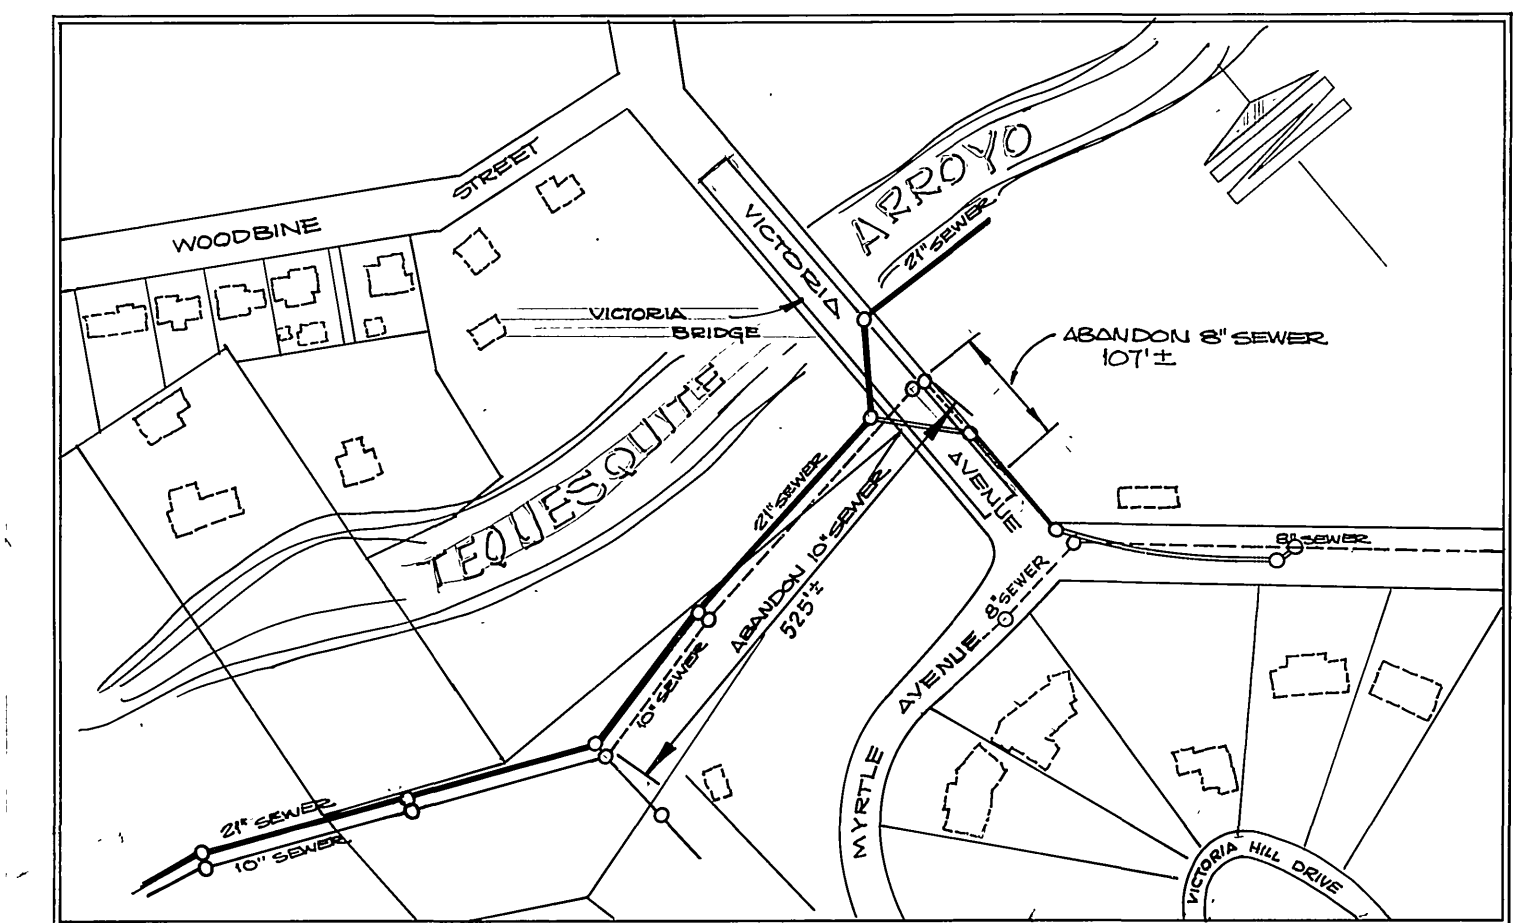 WOODBINE STREET
ARROYO
VICTORIA
21" SEWER
VICTORIA
BRIDGE
ABANDON 8" SEWER
107'±
TEQUESQUITE
21" SEWER
ABANDON 10" SEWER
525'±
AVENUE
8" SEWER
8" SEWER
10" SEWER
MYRTLE AVENUE
21" SEWER
10" SEWER
VICTORIA HILL DRIVE